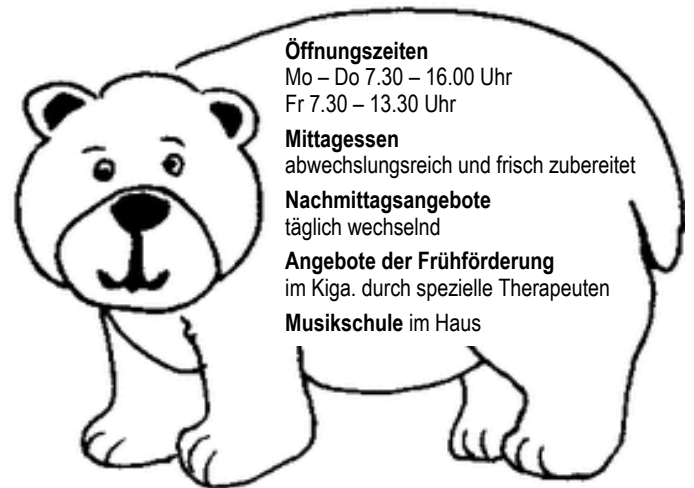 Öffnungszeiten
Mo – Do 7.30 – 16.00 Uhr
Fr 7.30 – 13.30 Uhr
Mittagessen
abwechslungsreich und frisch zubereitet
Nachmittagsangebote
täglich wechselnd
Angebote der Frühförderung
im Kiga. durch spezielle Therapeuten
Musikschule im Haus